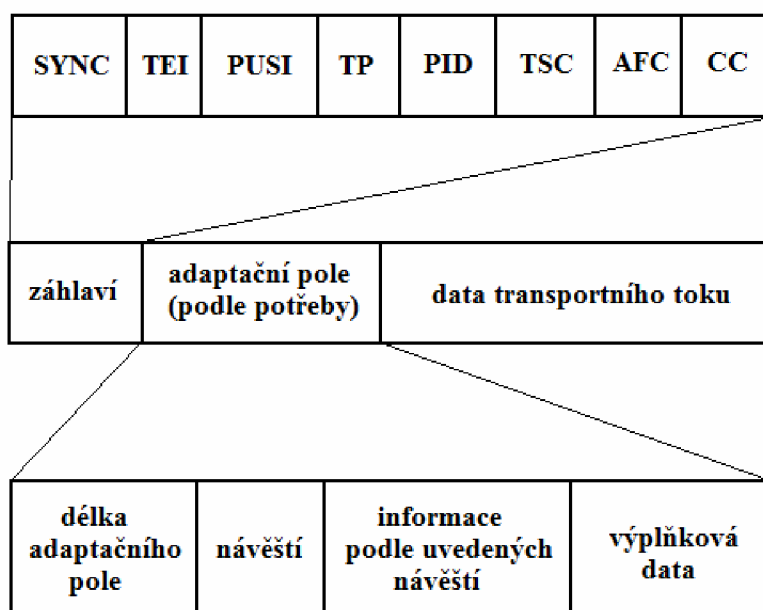 SYNC TEI PUSI TP PID TSC AFC CC
záhlaví
adaptační pole
(podle potřeby)
data transportního toku
délka
adaptačního
pole
návěští
informace
podle uvedených
návěští
výplňková
data